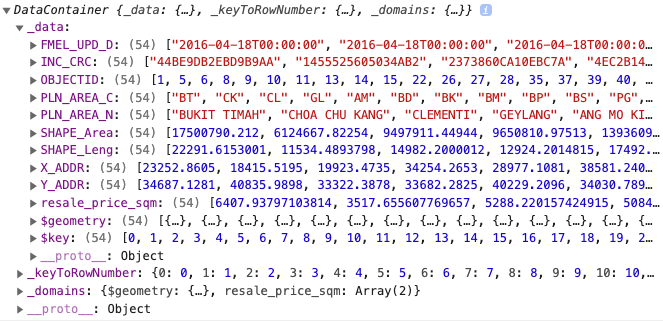 DataContainer {_data: {…}, _keyToRowNumber: {…}, _domains: {…}} i
_data:
FMEL_UPD_D: (54) ["2016-04-18T00:00:00", "2016-04-18T00:00:00", "2016-04-18T00:00:0…
INC_CRC: (54) ["44BE9DB2EBD9B9AA", "1455525605034AB2", "2373860CA10EBC7A", "4EC2B14…
OBJECTID: (54) [1, 5, 6, 8, 9, 10, 11, 13, 14, 15, 22, 26, 27, 28, 35, 37, 39, 40, …
PLN_AREA_C: (54) ["BT", "CK", "CL", "GL", "AM", "BD", "BK", "BM", "BP", "BS", "PG",…
PLN_AREA_N: (54) ["BUKIT TIMAH", "CHOA CHU KANG", "CLEMENTI", "GEYLANG", "ANG MO KI…
SHAPE_Area: (54) [17500790.212, 6124667.82254, 9497911.44944, 9650810.97513, 1393609…
SHAPE_Leng: (54) [22291.6153001, 11534.4893798, 14982.2000012, 12924.2014815, 17492.…
X_ADDR: (54) [23252.8605, 18415.5195, 19923.4735, 34254.2653, 28977.1081, 38581.240…
Y_ADDR: (54) [34687.1281, 40835.9898, 33322.3878, 33682.2825, 40229.2096, 34030.789…
resale_price_sqm: (54) [6407.93797103814, 3517.655607769657, 5288.220157424915, 5084…
$geometry: (54) [{…}, {…}, {…}, {…}, {…}, {…}, {…}, {…}, {…}, {…}, {…}, {…}, {…}, {…
$key: (54) [0, 1, 2, 3, 4, 5, 6, 7, 8, 9, 10, 11, 12, 13, 14, 15, 16, 17, 18, 19, 2…
__proto__: Object
_keyToRowNumber: {0: 0, 1: 1, 2: 2, 3: 3, 4: 4, 5: 5, 6: 6, 7: 7, 8: 8, 9: 9, 10: 10,…
_domains: {$geometry: {…}, resale_price_sqm: Array(2)}
__proto__: Object